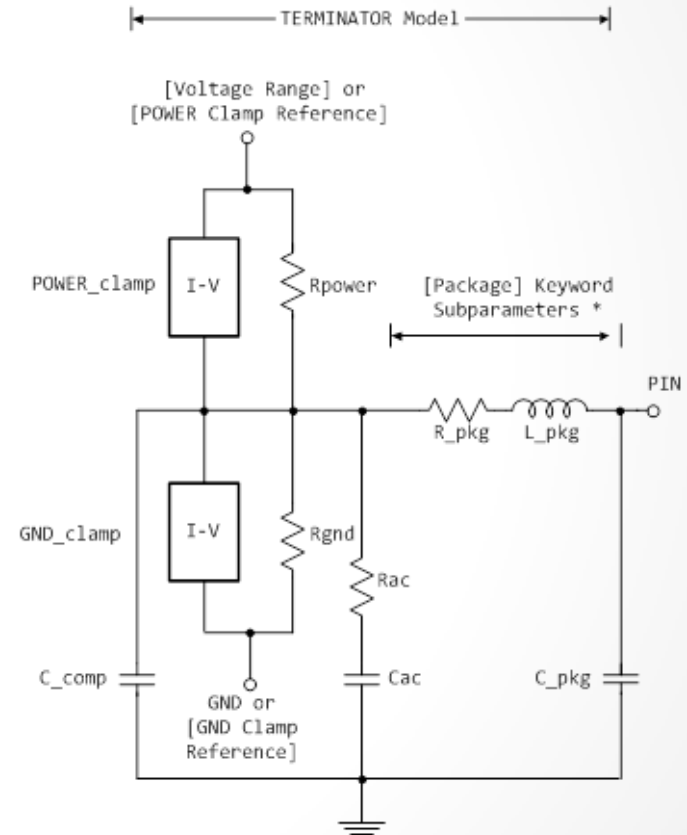 TERMINATOR Model
[Voltage Range] or
[POWER Clamp Reference]
POWER_clamp
I-V
Rpower
[Package] Keyword
Subparameters *
PIN
R_pkg
L_pkg
GND_clamp
I-V
Rgnd
Rac
C_comp
Cac
C_pkg
GND or
[GND Clamp
Reference]